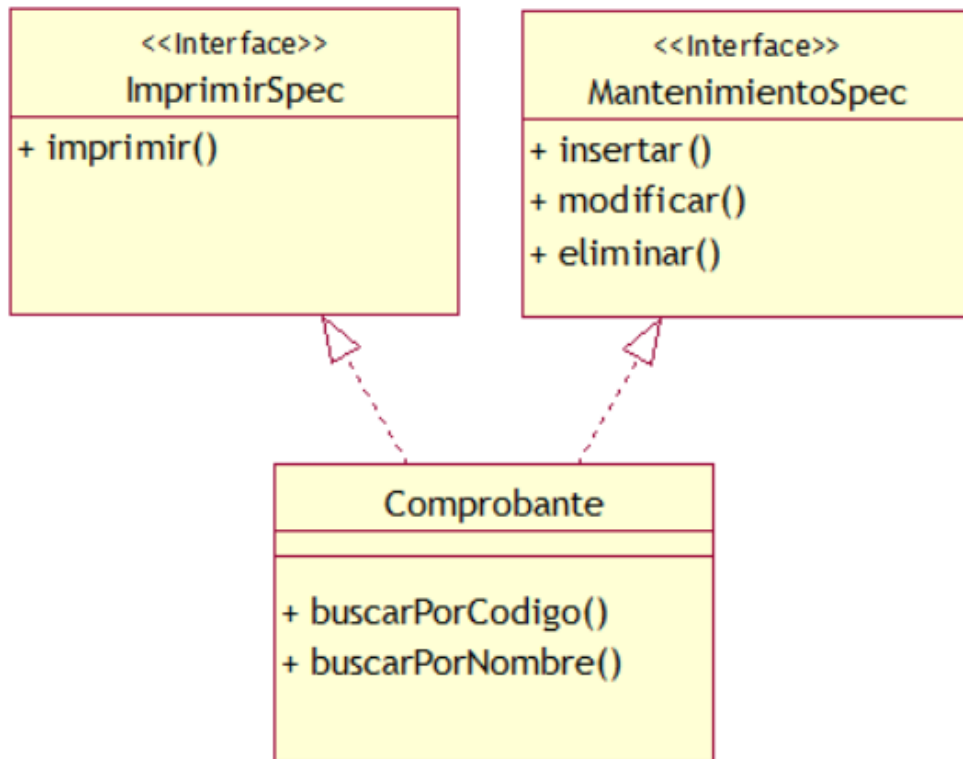 <<Interface>>
ImprimirSpec
+ imprimir()
<<Interface>>
MantenimientoSpec
+ insertar()
+ modificar()
+ eliminar()
Comprobante
+ buscarPorCodigo()
+ buscarPorNombre()